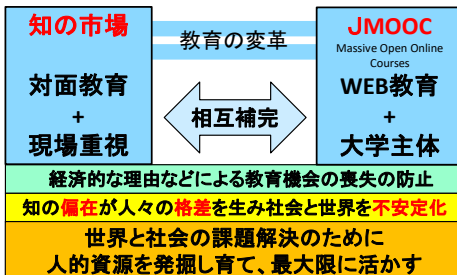 知の市場
対面教育
+
現場重視
教育の変革
相互補完
JMOOC
Massive Open Online
Courses
WEB教育
+
大学主体
経済的な理由などによる教育機会の喪失の防止
知の偏在が人々の格差を生み社会と世界を不安定化
世界と社会の課題解決のために
人的資源を発掘し育て、最大限に活かす